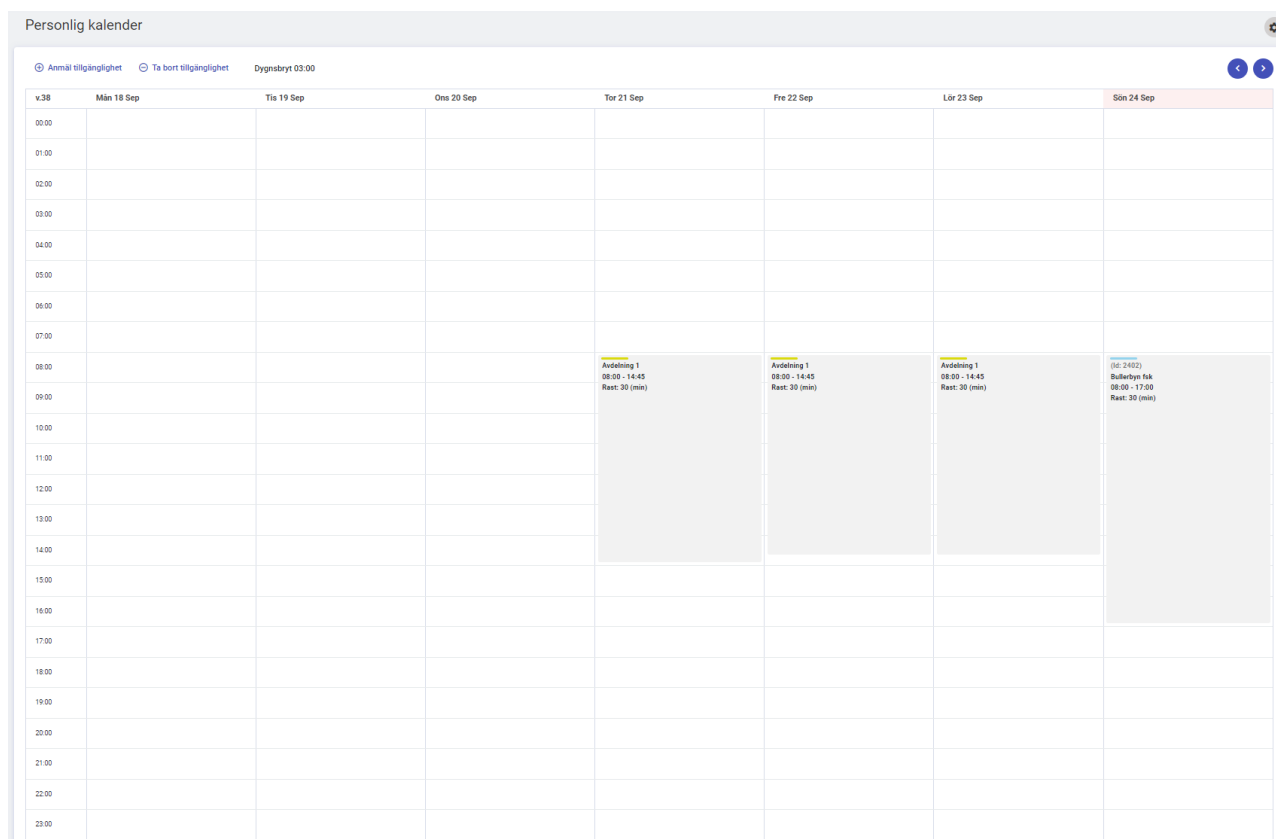 Personlig kalender
Anmäl tillgänglighet Ta bort tillgänglighet Dygnsbryt 03:00
v.38 Mån 18 Sep Tis 19 Sep Ons 20 Sep Tor 21 Sep Fre 22 Sep Lör 23 Sep Sön 24 Sep
00:00
01:00
02:00
03:00
04:00
05:00
06:00
07:00
08:00
09:00
10:00
11:00
12:00
13:00
14:00
15:00
16:00
17:00
18:00
19:00
20:00
21:00
22:00
23:00
Avdelning 1
08:00 - 14:45
Rast: 30 (min)
Avdelning 1
08:00 - 14:45
Rast: 30 (min)
Avdelning 1
08:00 - 14:45
Rast: 30 (min)
(Id: 2402)
Bullerbyn fsk
08:00 - 17:00
Rast: 30 (min)